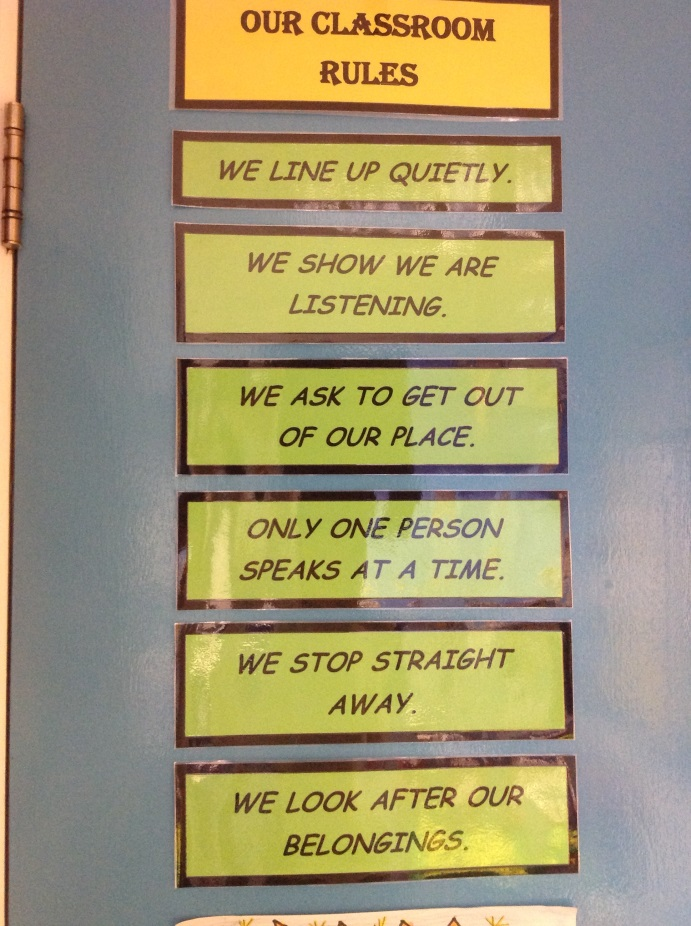 OUR CLASSROOM
RULES
WE LINE UP QUIETLY.
WE SHOW WE ARE
LISTENING.
WE ASK TO GET OUT
OF OUR PLACE.
ONLY ONE PERSON
SPEAKS AT A TIME.
WE STOP STRAIGHT
AWAY.
WE LOOK AFTER OUR
BELONGINGS.